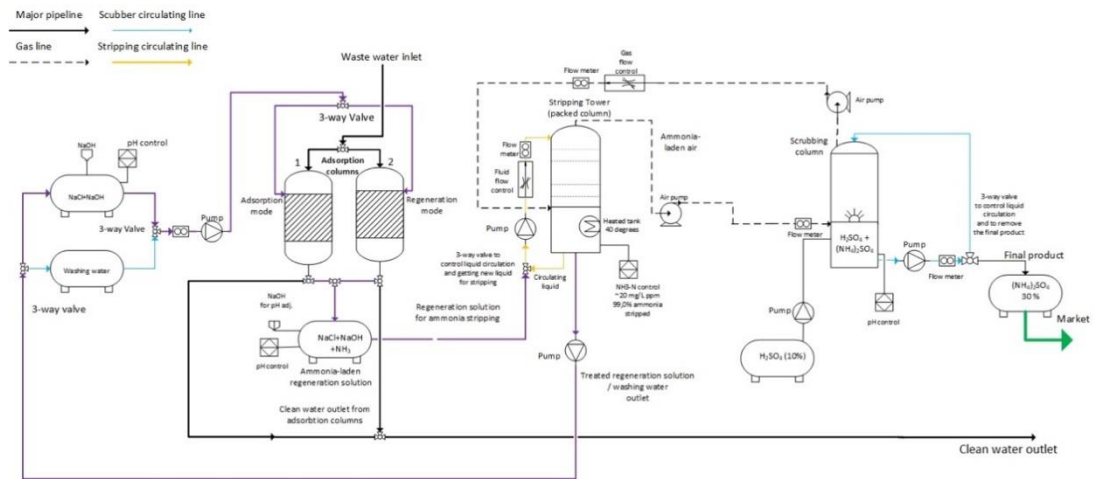 Major pipeline
Scubber circulating line
Gas line
Stripping circulating line
Waste water inlet
3-way Valve
NaOH
pH control
NaCl+NaOH
3-way Valve
Pump
Washing water
3-way valve
1
Adsorption
columns
2
Adsorption
mode
Regeneration
mode
NaOH
for pH adj.
pH control
NaCl+NaOH
+NH₃
Ammonia-laden
regeneration solution
Clean water outlet from
adsorbtion columns
Regeneration solution
for ammonia stripping
Flow
meter
Fluid
flow
control
Pump
3-way valve to
control liquid circulation
and getting new liquid
for stripping
Circulating
liquid
Stripping Tower
(packed column)
Flow meter
Gas
flow
control
Heated tank
40 degrees
NH3-N control
~20 mg/L ppm
99,0% ammonia
stripped
Pump
Treated regeneration solution
/ washing water
outlet
Ammonia-
laden air
Air pump
Air pump
Scrubbing
column
Flow meter
H₂SO₄ +
(NH₄)₂SO₄
Pump
H₂SO₄ (10%)
Pump
Flow meter
pH control
3-way-valve
to control liquid
circulation
and to remove
the final product
Final product
(NH₄)₂SO₄
30%
Market
Clean water outlet